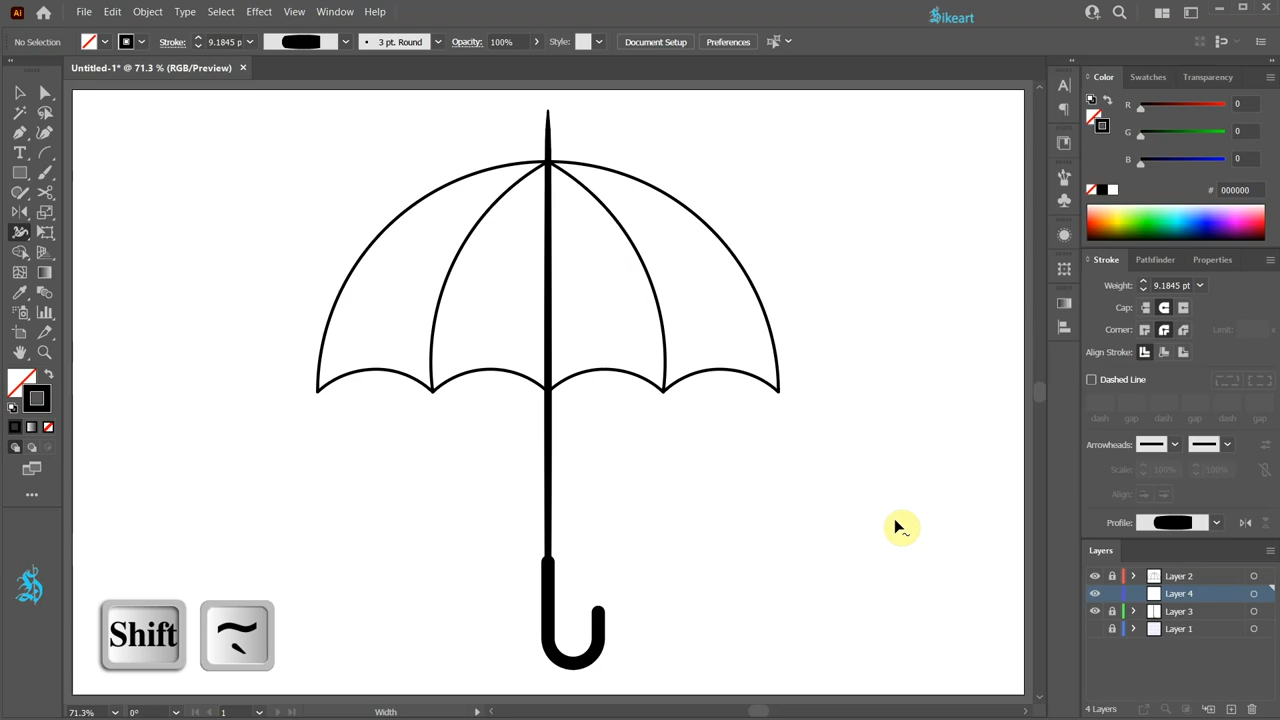 Ai File Edit Object Type Select Effect View Window Help Sikeart
No Selection Stroke: 9.1845 pt 3 pt. Round Opacity: 100% Style: Document Setup Preferences
Untitled-1* @ 71.3 % (RGB/Preview)
Color Swatches Transparency
R 0
G 0
B 0
# 000000
Stroke Pathfinder Properties
Weight: 9.1845 pt
Cap:
Corner: Limit:
Align Stroke:
Dashed Line
dash gap dash gap dash gap
Arrowheads:
Scale: 100% 100%
Align:
Profile:
Layers
Layer 2
Layer 4
Layer 3
Layer 1
Shift ~
4 Layers
71.3% 0° 1 Width